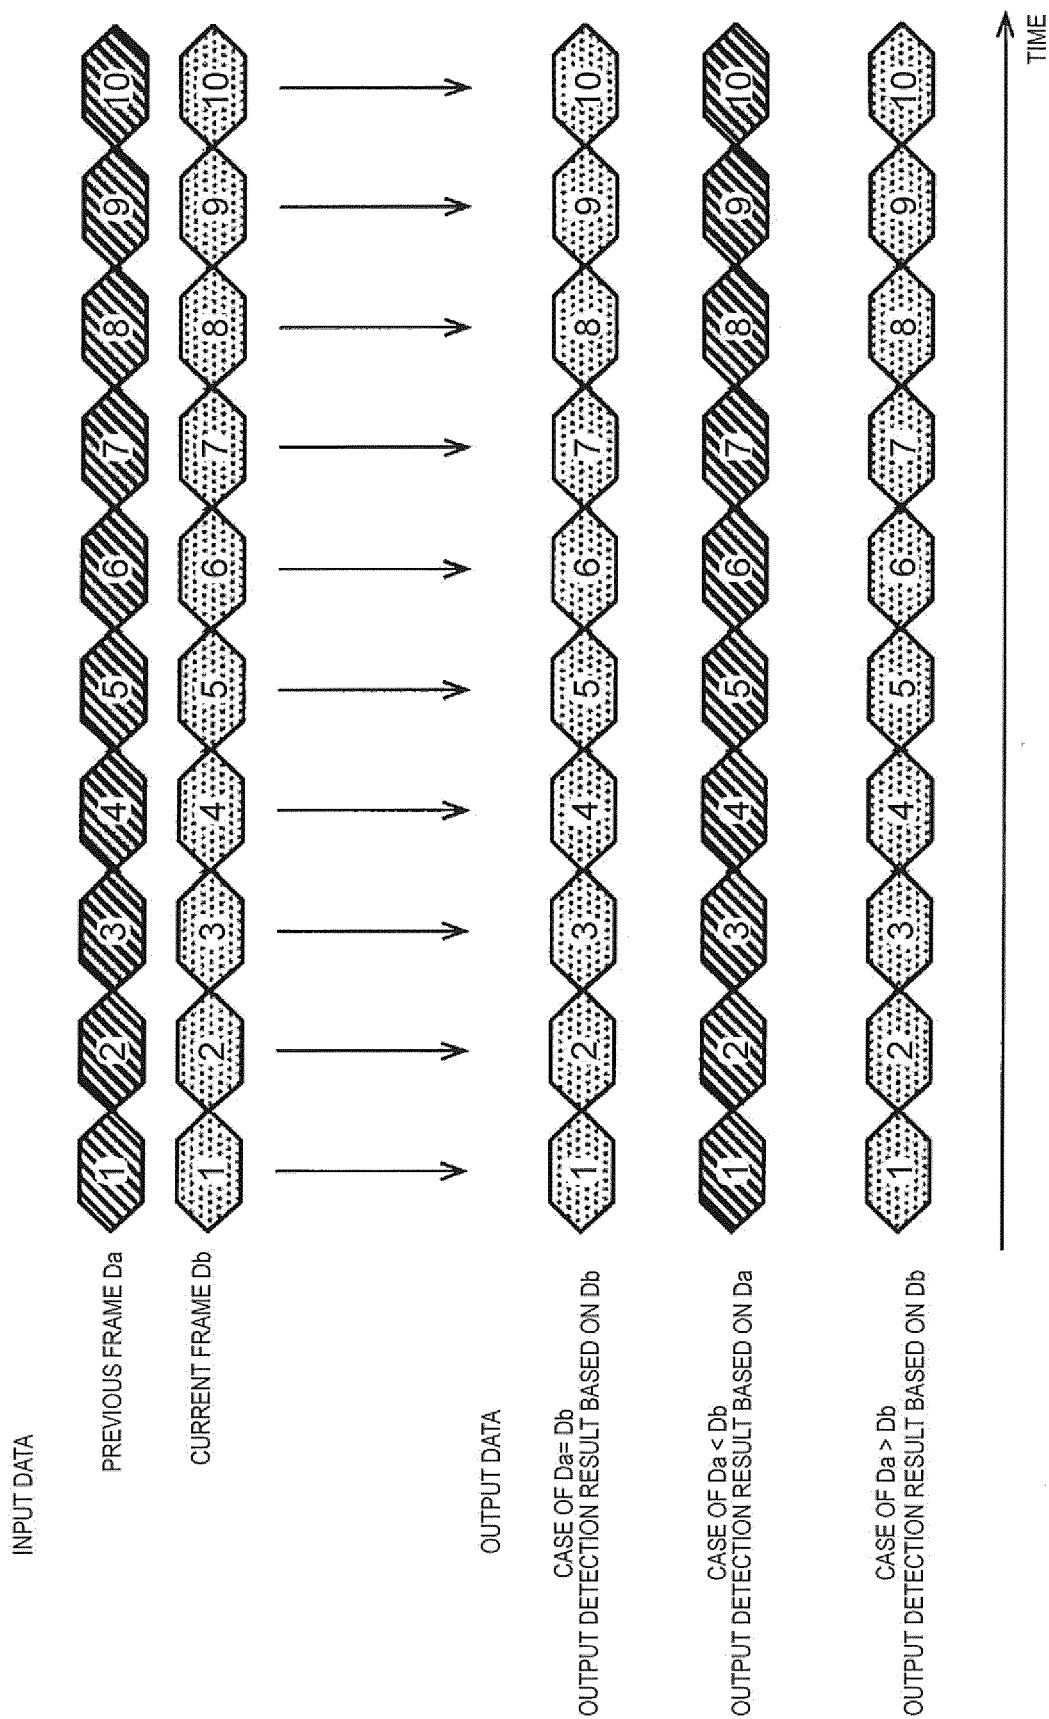 INPUT DATA
PREVIOUS FRAME Da
1 2 3 4 5 6 7 8 9 10
CURRENT FRAME Db
1 2 3 4 5 6 7 8 9 10
OUTPUT DATA
CASE OF Da= Db
OUTPUT DETECTION RESULT BASED ON Db
1 2 3 4 5 6 7 8 9 10
CASE OF Da < Db
OUTPUT DETECTION RESULT BASED ON Da
1 2 3 4 5 6 7 8 9 10
CASE OF Da > Db
OUTPUT DETECTION RESULT BASED ON Db
1 2 3 4 5 6 7 8 9 10
TIME